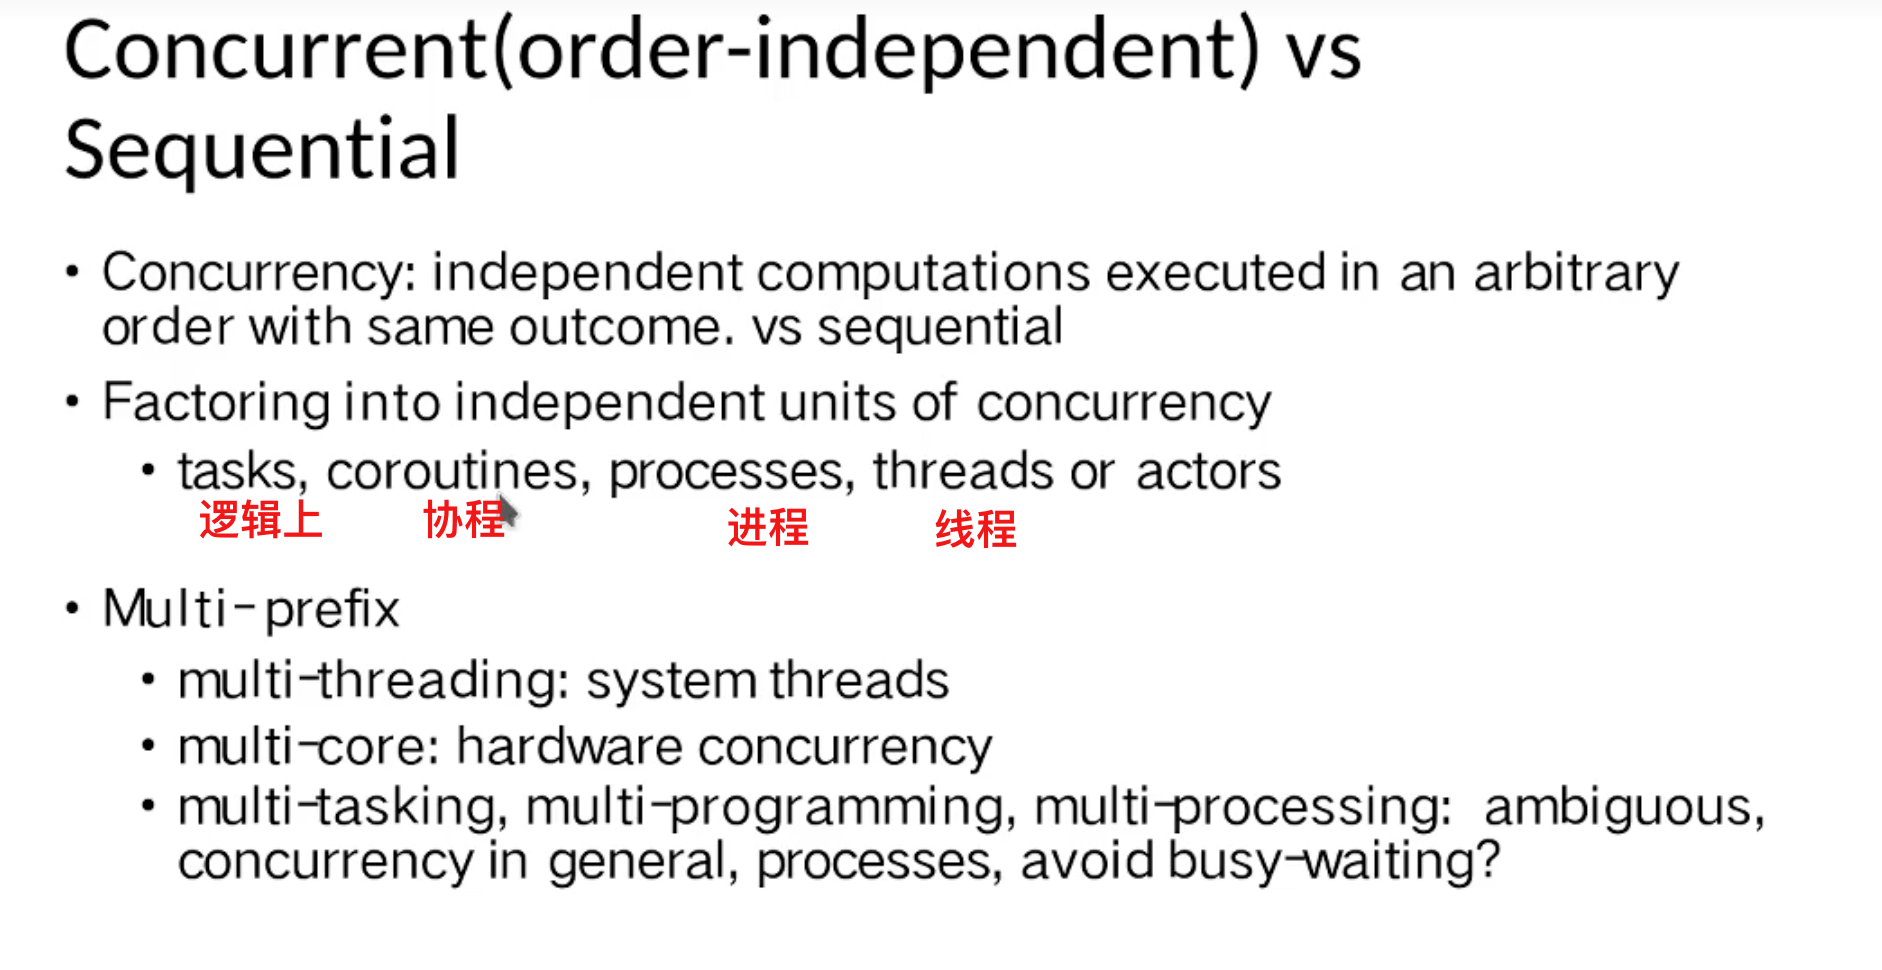 Concurrent(order-independent) vs
Sequential
• Concurrency: independent computations executed in an arbitrary
order with same outcome. vs sequential
• Factoring into independent units of concurrency
• tasks, coroutines, processes, threads or actors
逻辑上 协程 进程 线程
• Multi-prefix
• multi-threading: system threads
• multi-core: hardware concurrency
• multi-tasking, multi-programming, multi-processing: ambiguous,
concurrency in general, processes, avoid busy-waiting?